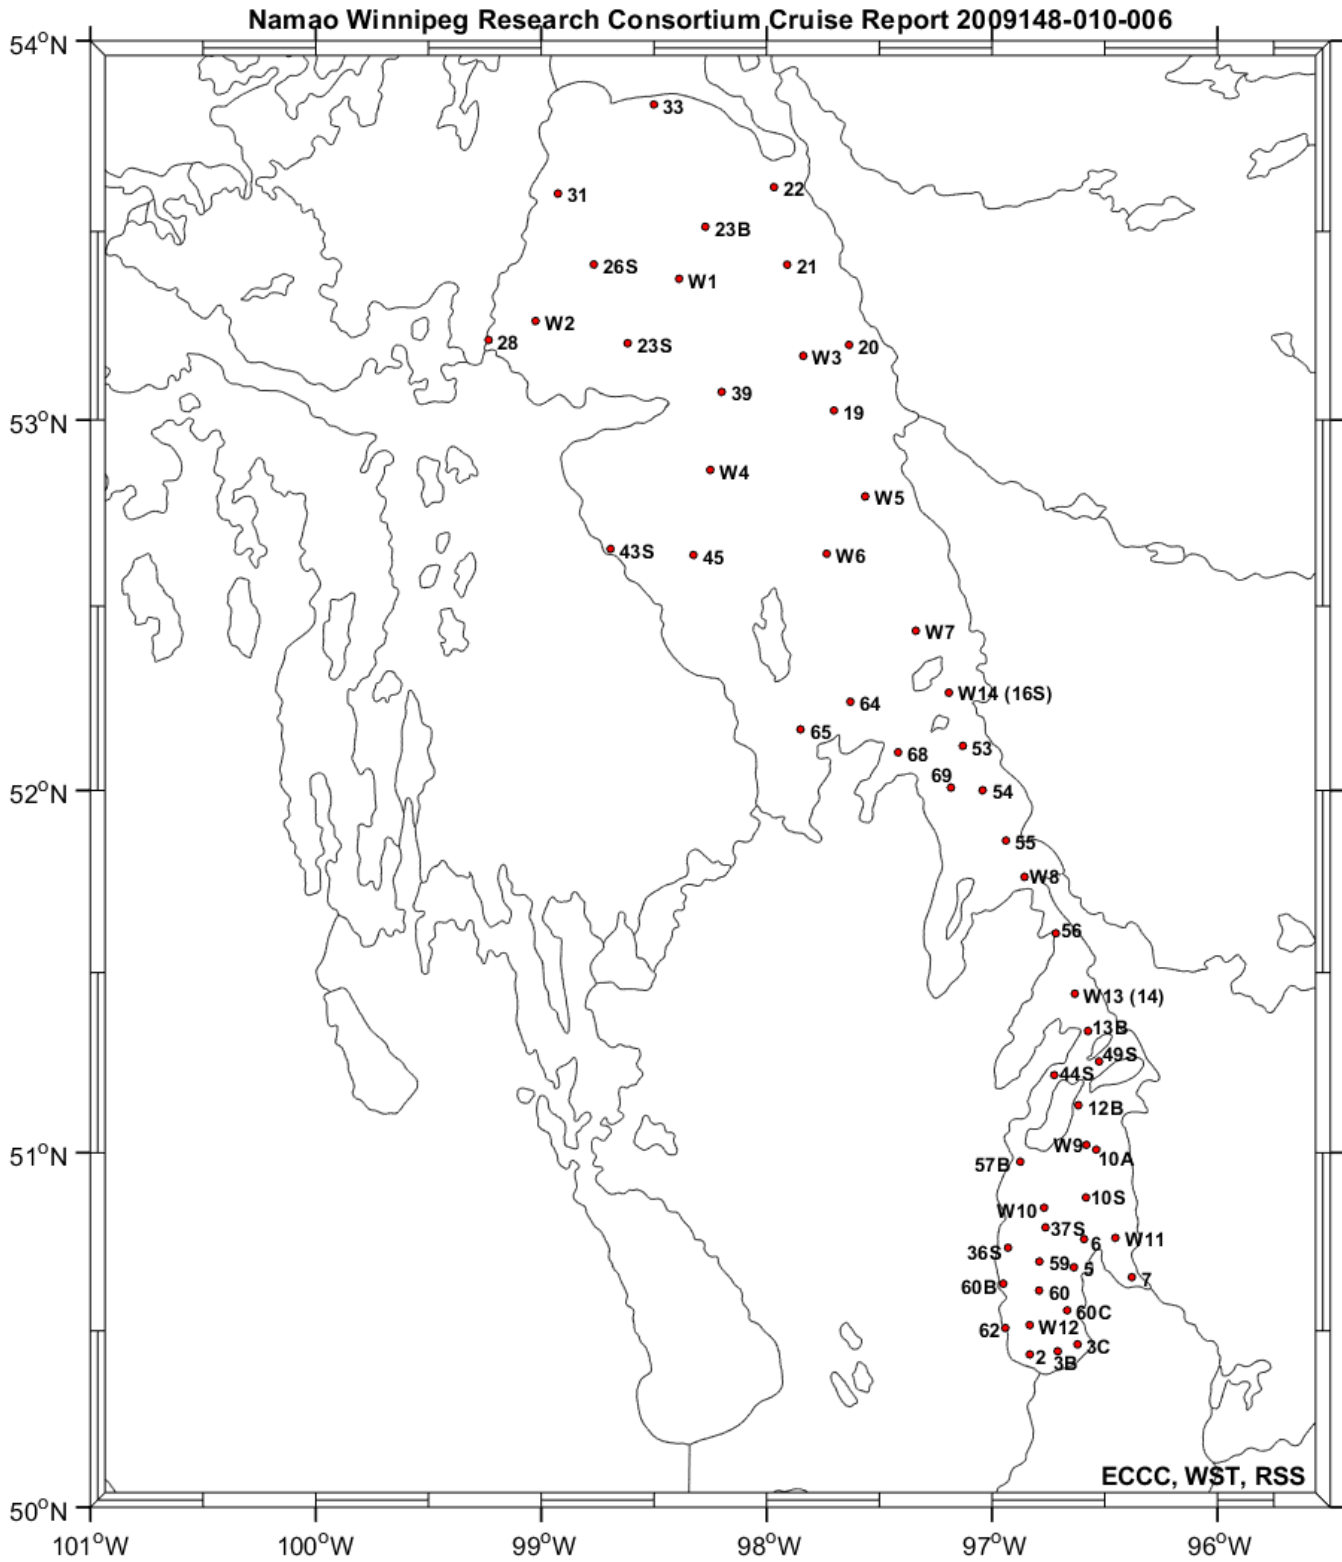 Namao Winnipeg Research Consortium Cruise Report 2009148-010-006
54°N
33
31
22
23B
26S
21
W1
W2
28
23S
20
W3
39
19
53°N
W4
W5
43S
45
W6
W7
W14 (16S)
64
65
53
68
69
54
52°N
55
W8
56
W13 (14)
13B
49S
44S
12B
W9
10A
51°N
57B
10S
W10
37S
6
W11
36S
59
5
7
60B
60
60C
62
W12
3C
2
3B
ECCC, WST, RSS
50°N
101°W
100°W
99°W
98°W
97°W
96°W